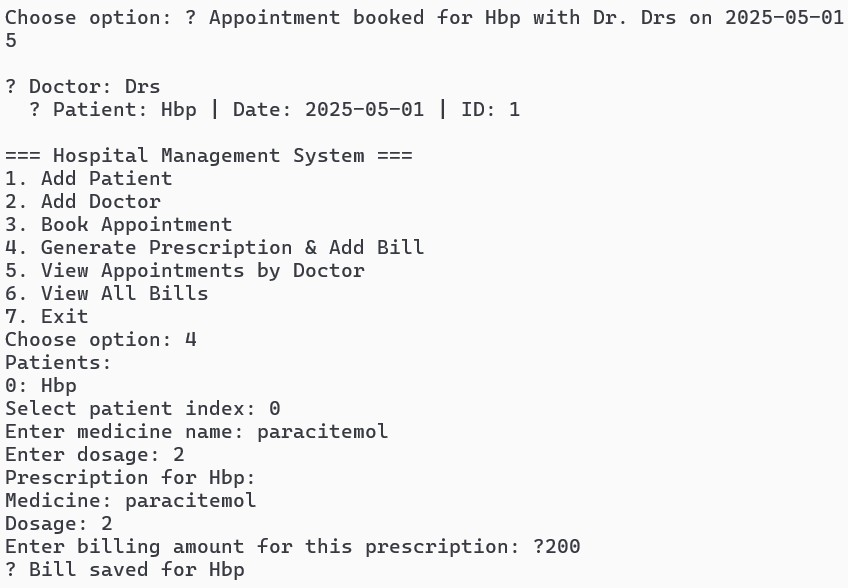 Choose option: ? Appointment booked for Hbp with Dr. Drs on 2025-05-01
5
? Doctor: Drs
? Patient: Hbp | Date: 2025-05-01 | ID: 1
=== Hospital Management System ===
1. Add Patient
2. Add Doctor
3. Book Appointment
4. Generate Prescription & Add Bill
5. View Appointments by Doctor
6. View All Bills
7. Exit
Choose option: 4
Patients:
0: Hbp
Select patient index: 0
Enter medicine name: paracitemol
Enter dosage: 2
Prescription for Hbp:
Medicine: paracitemol
Dosage: 2
Enter billing amount for this prescription: ?200
? Bill saved for Hbp